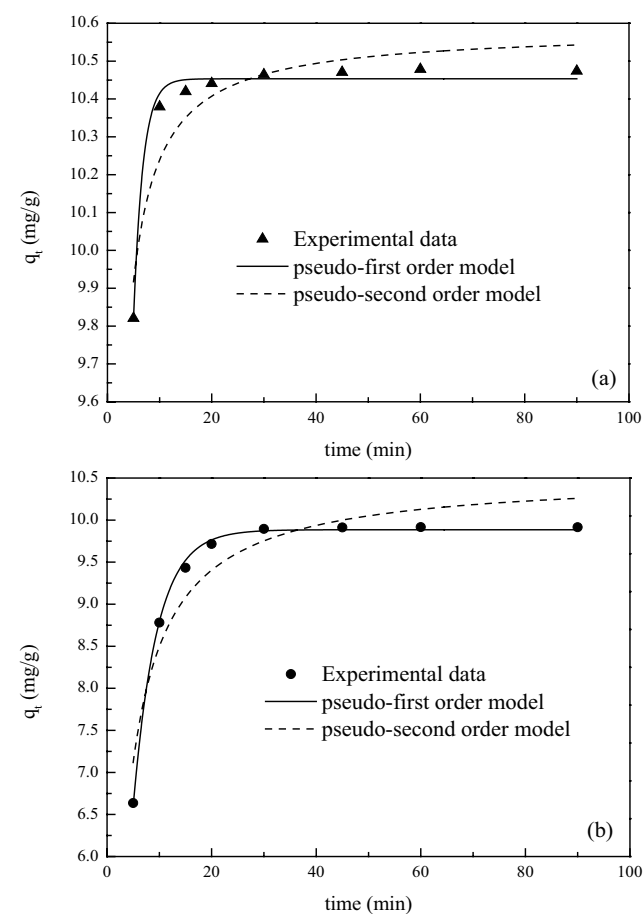 10.6
10.5
10.4
10.3
10.2
10.1
10.0
9.9
9.8
9.7
9.6
q_t (mg/g)
Experimental data
pseudo-first order model
pseudo-second order model
(a)
0 20 40 60 80 100
time (min)
10.5
10.0
9.5
9.0
8.5
8.0
7.5
7.0
6.5
6.0
q_t (mg/g)
Experimental data
pseudo-first order model
pseudo-second order model
(b)
0 20 40 60 80 100
time (min)